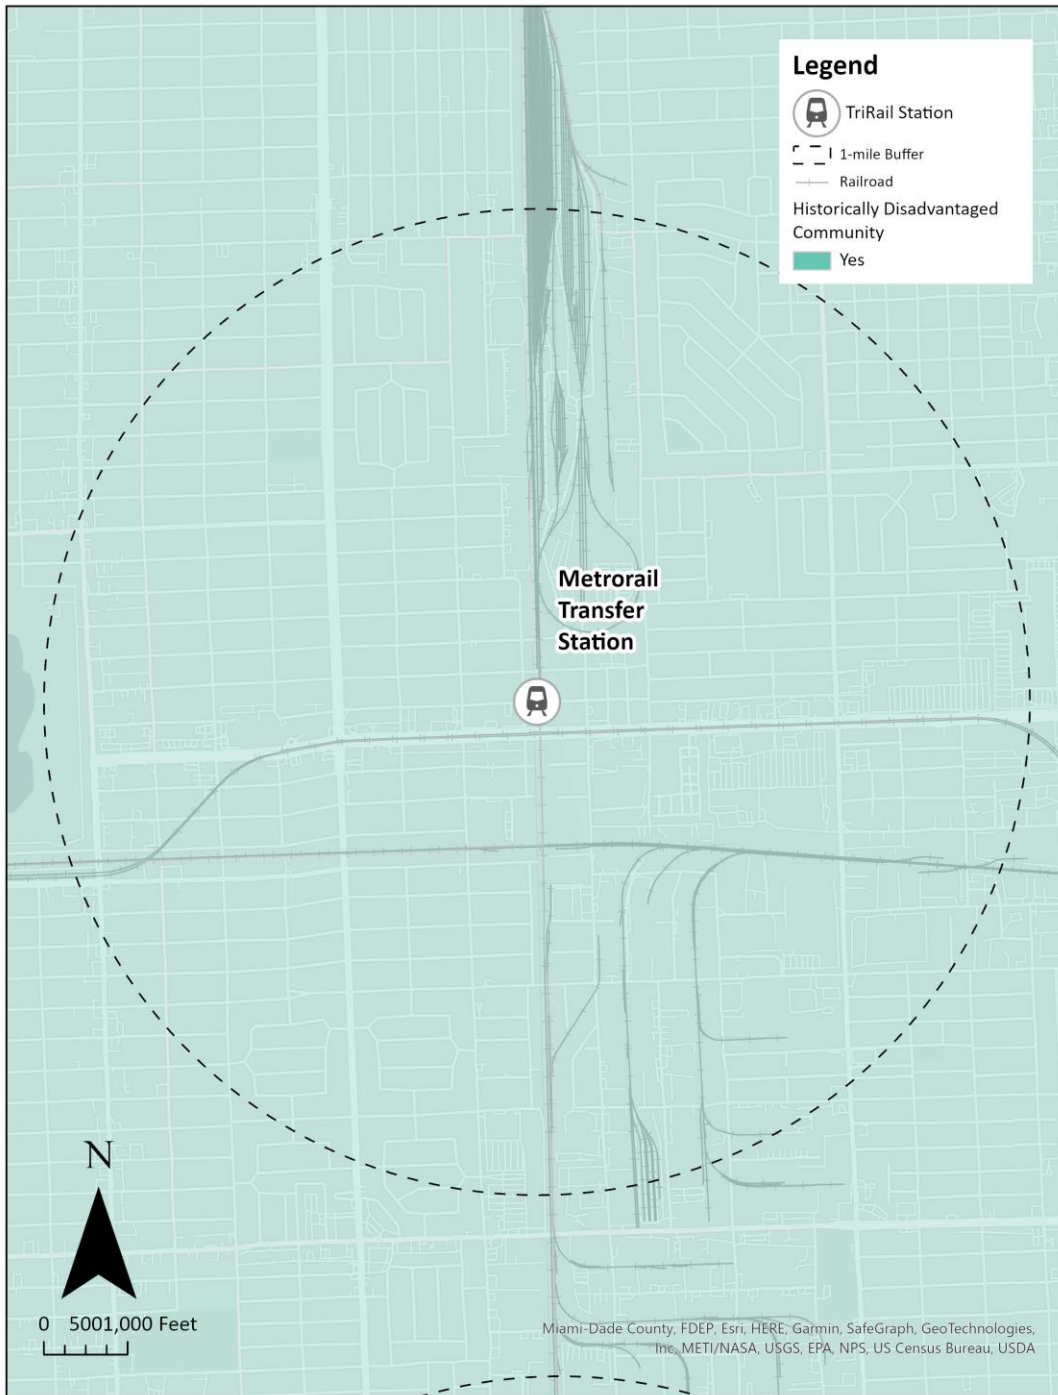 Legend
TriRail Station
1-mile Buffer
Railroad
Historically Disadvantaged
Community
Yes
Metrorail
Transfer
Station
N
0 5001,000 Feet
Miami-Dade County, FDEP, Esri, HERE, Garmin, SafeGraph, GeoTechnologies,
Inc, METI/NASA, USGS, EPA, NPS, US Census Bureau, USDA